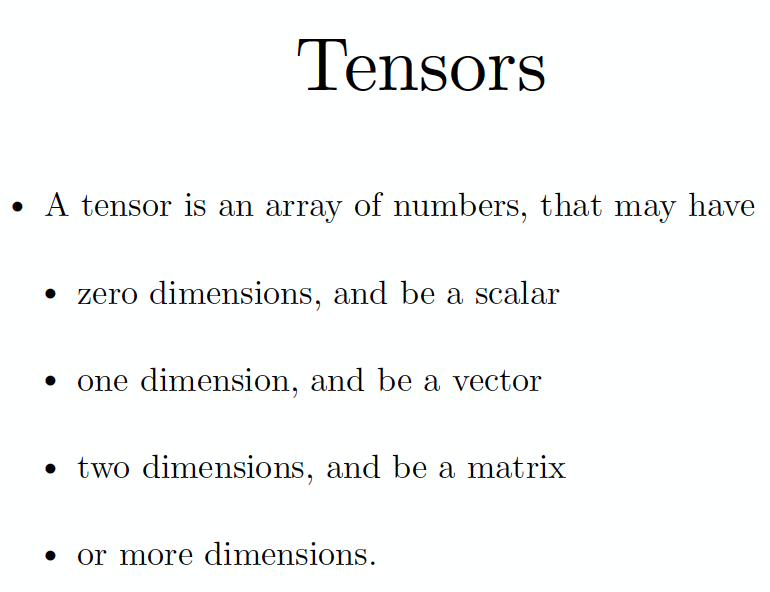 Tensors
• A tensor is an array of numbers, that may have
• zero dimensions, and be a scalar
• one dimension, and be a vector
• two dimensions, and be a matrix
• or more dimensions.